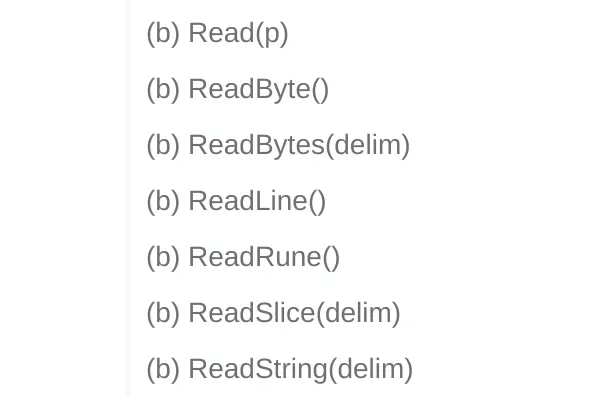 (b) Read(p)
(b) ReadByte()
(b) ReadBytes(delim)
(b) ReadLine()
(b) ReadRune()
(b) ReadSlice(delim)
(b) ReadString(delim)